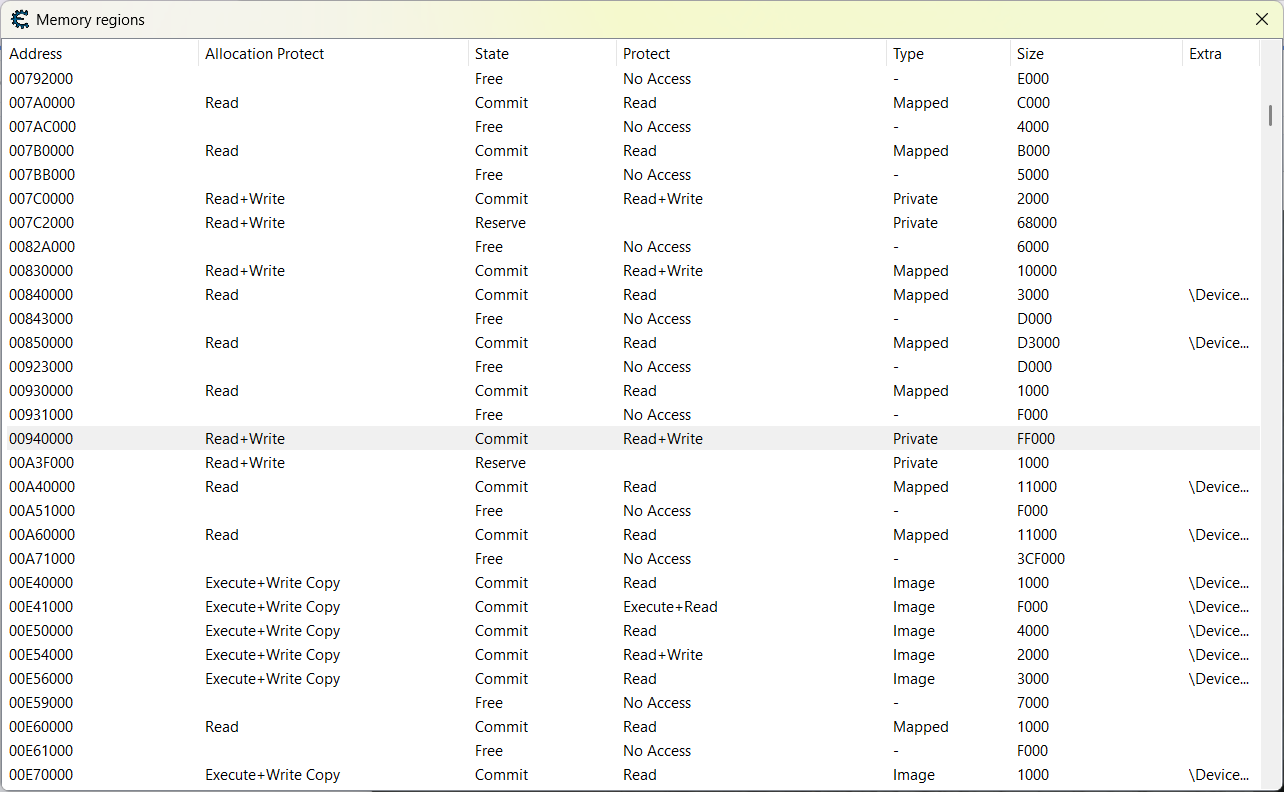 Memory regions
Address Allocation Protect State Protect Type Size Extra
00792000 Free No Access - E000
007A0000 Read Commit Read Mapped C000
007AC000 Free No Access - 4000
007B0000 Read Commit Read Mapped B000
007BB000 Free No Access - 5000
007C0000 Read+Write Commit Read+Write Private 2000
007C2000 Read+Write Reserve Private 68000
0082A000 Free No Access - 6000
00830000 Read+Write Commit Read+Write Mapped 10000
00840000 Read Commit Read Mapped 3000 \Device...
00843000 Free No Access - D000
00850000 Read Commit Read Mapped D3000 \Device...
00923000 Free No Access - D000
00930000 Read Commit Read Mapped 1000
00931000 Free No Access - F000
00940000 Read+Write Commit Read+Write Private FF000
00A3F000 Read+Write Reserve Private 1000
00A40000 Read Commit Read Mapped 11000 \Device...
00A51000 Free No Access - F000
00A60000 Read Commit Read Mapped 11000 \Device...
00A71000 Free No Access - 3CF000
00E40000 Execute+Write Copy Commit Read Image 1000 \Device...
00E41000 Execute+Write Copy Commit Execute+Read Image F000 \Device...
00E50000 Execute+Write Copy Commit Read Image 4000 \Device...
00E54000 Execute+Write Copy Commit Read+Write Image 2000 \Device...
00E56000 Execute+Write Copy Commit Read Image 3000 \Device...
00E59000 Free No Access - 7000
00E60000 Read Commit Read Mapped 1000
00E61000 Free No Access - F000
00E70000 Execute+Write Copy Commit Read Image 1000 \Device...